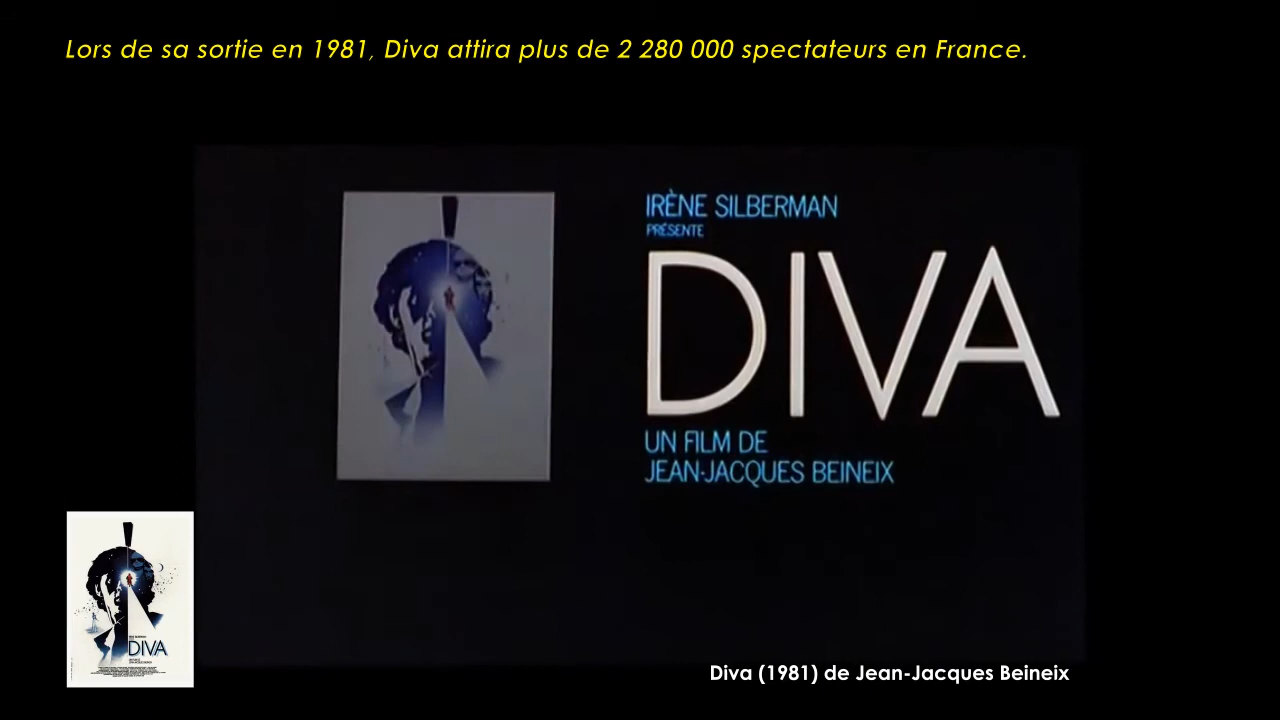 Lors de sa sortie en 1981, Diva attira plus de 2 280 000 spectateurs en France.
IRÈNE SILBERMAN
PRÉSENTE
DIVA
UN FILM DE
JEAN-JACQUES BEINEIX
DIVA
Diva (1981) de Jean-Jacques Beineix